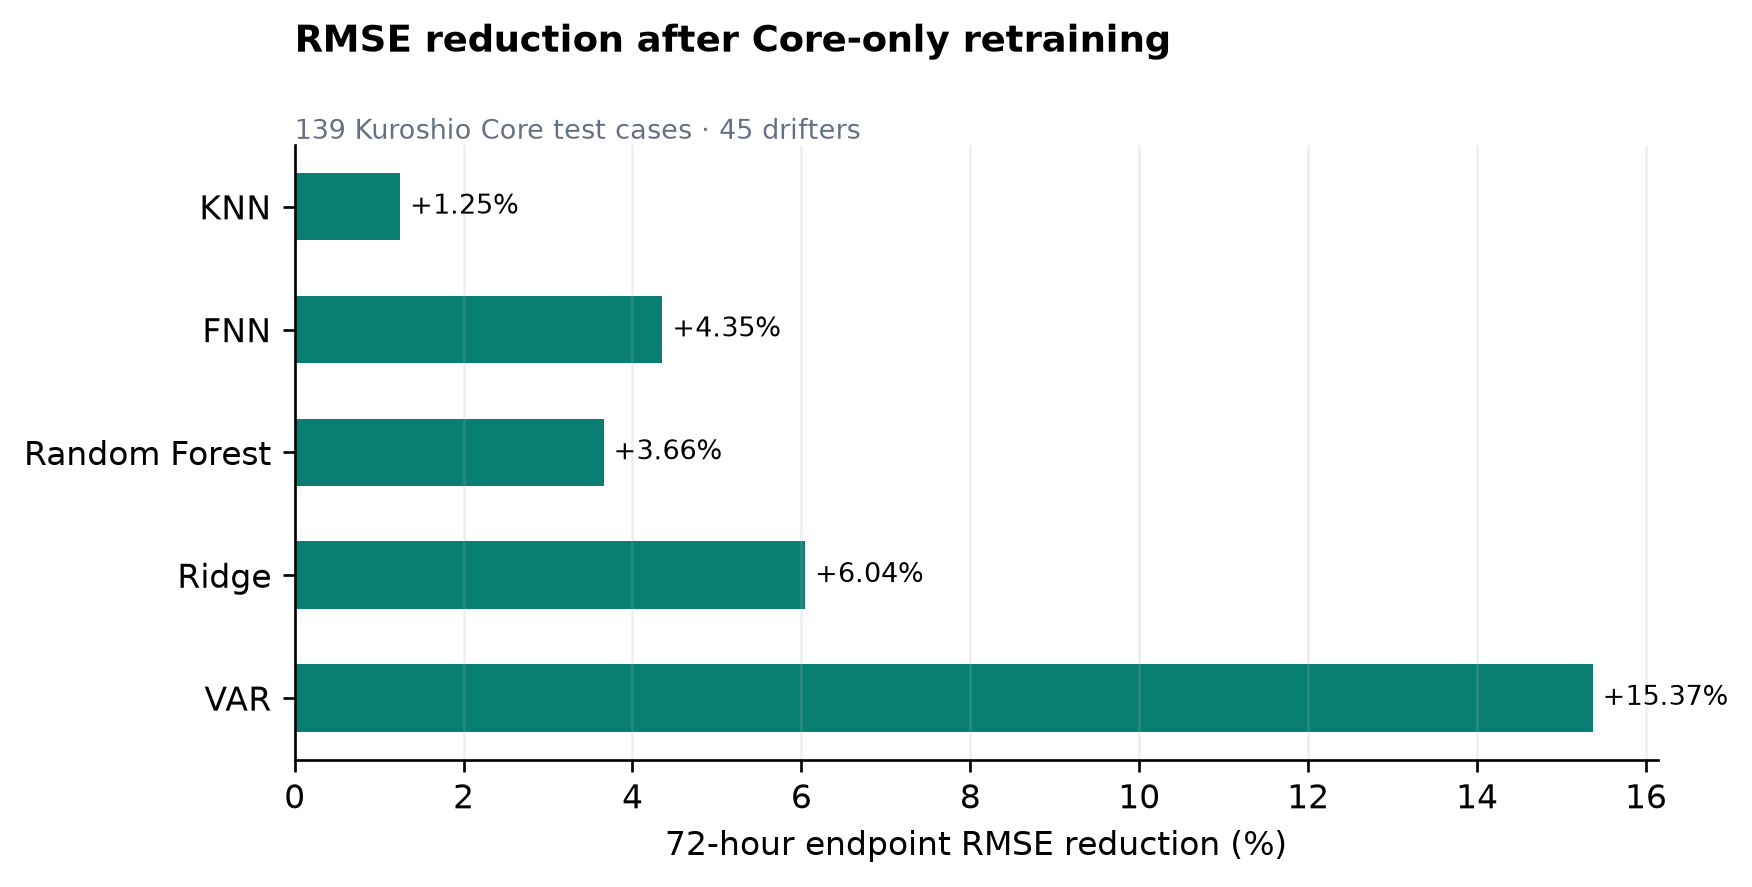 RMSE reduction after Core-only retraining
139 Kuroshio Core test cases · 45 drifters
KNN +1.25%
FNN +4.35%
Random Forest +3.66%
Ridge +6.04%
VAR +15.37%
0 2 4 6 8 10 12 14 16
72-hour endpoint RMSE reduction (%)